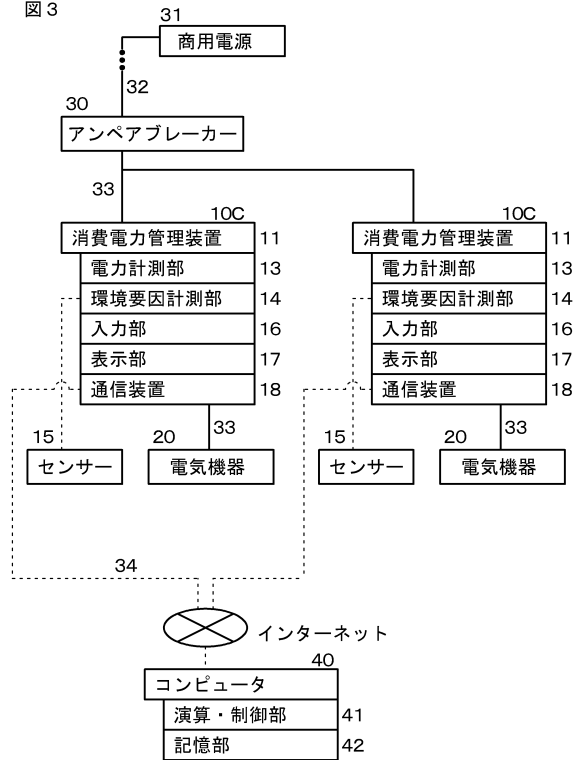 図3
31
商用電源
32
30
アンペアブレーカー
33
10C
消費電力管理装置 11
電力計測部 13
環境要因計測部 14
入力部 16
表示部 17
通信装置 18
10C
消費電力管理装置 11
電力計測部 13
環境要因計測部 14
入力部 16
表示部 17
通信装置 18
15
センサー
20
電気機器
33
15
センサー
20
電気機器
33
34
インターネット
40
コンピュータ
演算・制御部 41
記憶部 42